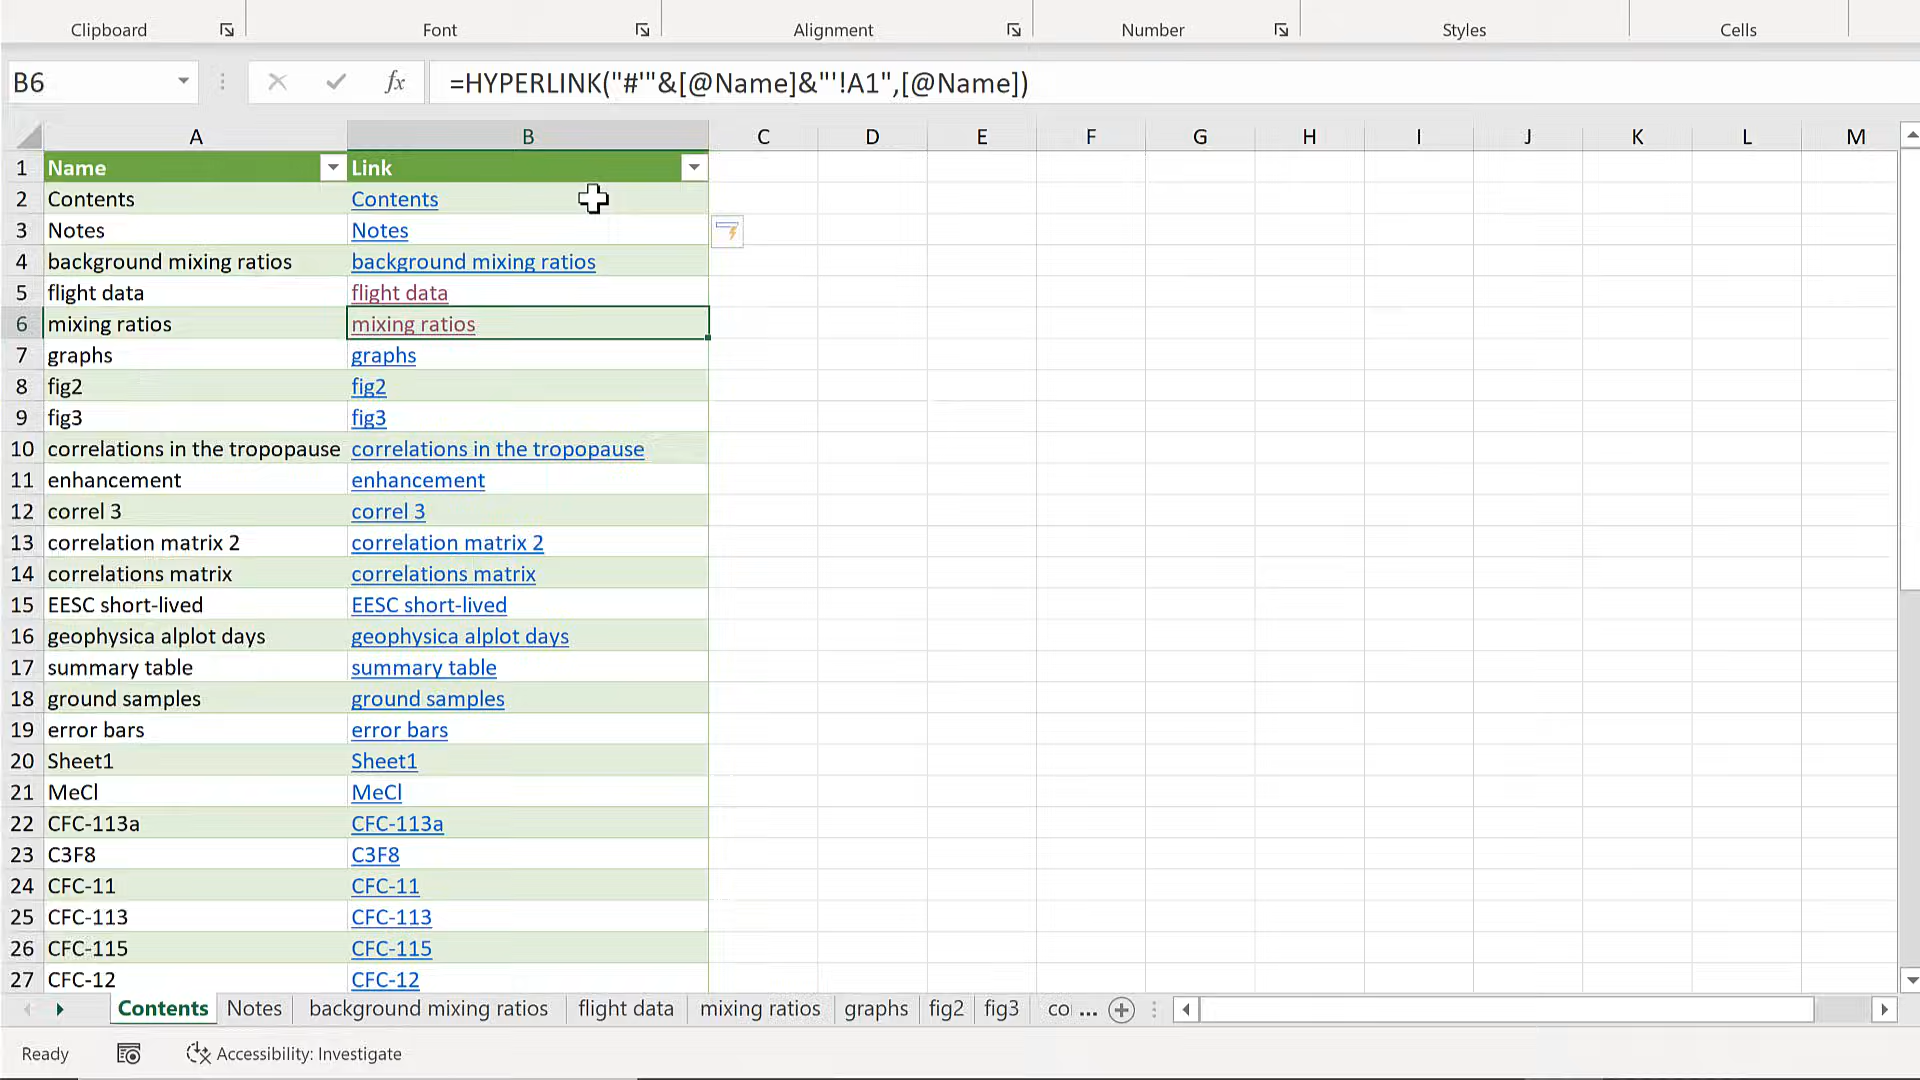 Clipboard Font Alignment Number Styles Cells
B6 fx =HYPERLINK("#'"&[@Name]&"'!A1",[@Name])
A B C D E F G H I J K L M
1 Name Link
2 Contents Contents
3 Notes Notes
4 background mixing ratios background mixing ratios
5 flight data flight data
6 mixing ratios mixing ratios
7 graphs graphs
8 fig2 fig2
9 fig3 fig3
10 correlations in the tropopause correlations in the tropopause
11 enhancement enhancement
12 correl 3 correl 3
13 correlation matrix 2 correlation matrix 2
14 correlations matrix correlations matrix
15 EESC short-lived EESC short-lived
16 geophysica alplot days geophysica alplot days
17 summary table summary table
18 ground samples ground samples
19 error bars error bars
20 Sheet1 Sheet1
21 MeCl MeCl
22 CFC-113a CFC-113a
23 C3F8 C3F8
24 CFC-11 CFC-11
25 CFC-113 CFC-113
26 CFC-115 CFC-115
27 CFC-12 CFC-12
Contents Notes background mixing ratios flight data mixing ratios graphs fig2 fig3 co ...
Ready Accessibility: Investigate